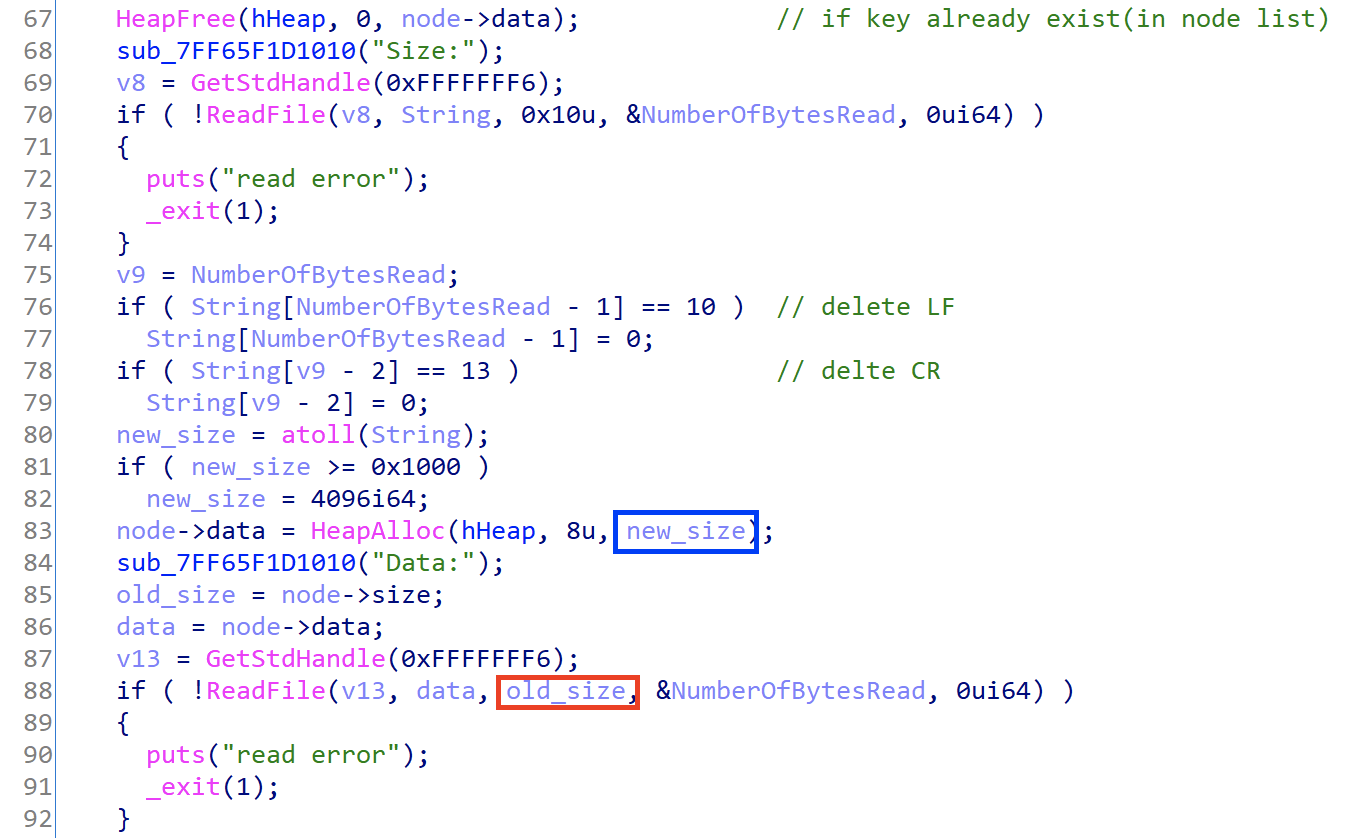 67 HeapFree(hHeap, 0, node->data); // if key already exist(in node list)
68 sub_7FF65F1D1010("Size:");
69 v8 = GetStdHandle(0xFFFFFFF6);
70 if ( !ReadFile(v8, String, 0x10u, &NumberOfBytesRead, 0ui64) )
71 {
72 puts("read error");
73 _exit(1);
74 }
75 v9 = NumberOfBytesRead;
76 if ( String[NumberOfBytesRead - 1] == 10 ) // delete LF
77 String[NumberOfBytesRead - 1] = 0;
78 if ( String[v9 - 2] == 13 ) // delte CR
79 String[v9 - 2] = 0;
80 new_size = atoll(String);
81 if ( new_size >= 0x1000 )
82 new_size = 4096i64;
83 node->data = HeapAlloc(hHeap, 8u, new_size);
84 sub_7FF65F1D1010("Data:");
85 old_size = node->size;
86 data = node->data;
87 v13 = GetStdHandle(0xFFFFFFF6);
88 if ( !ReadFile(v13, data, old_size, &NumberOfBytesRead, 0ui64) )
89 {
90 puts("read error");
91 _exit(1);
92 }